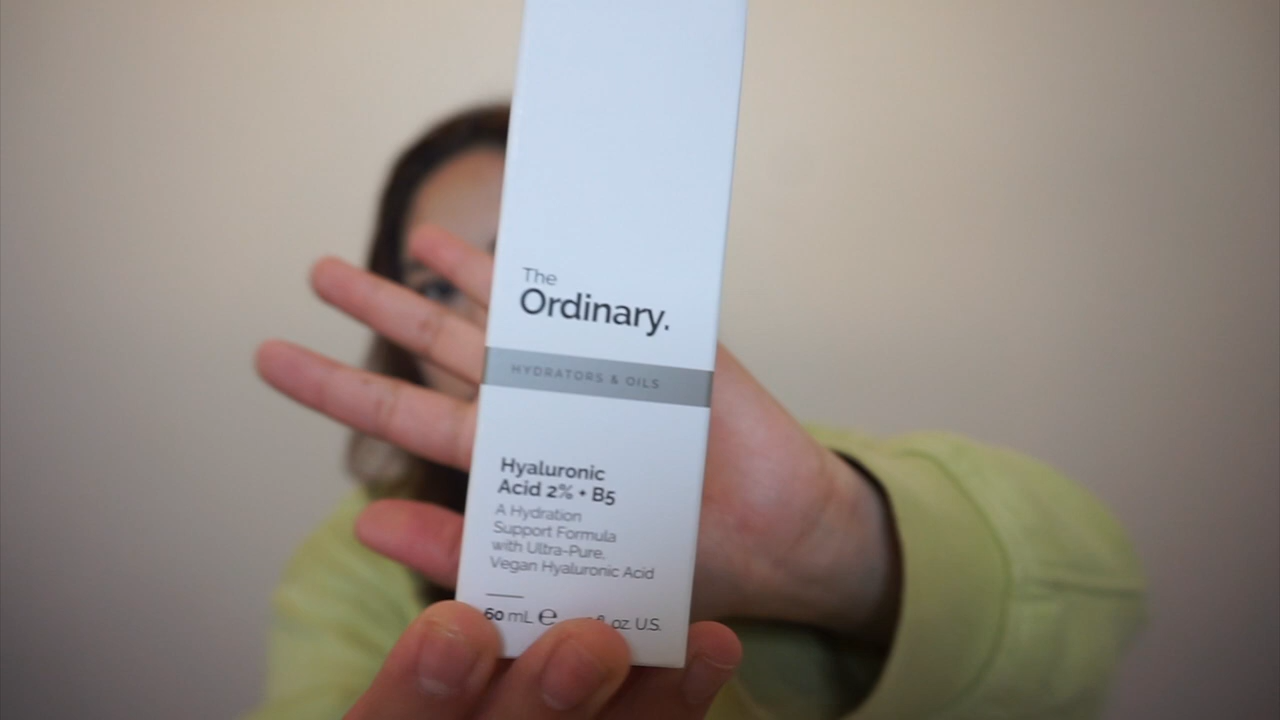 The
Ordinary.
HYDRATORS & OILS
Hyaluronic
Acid 2% + B5
A Hydration
Support Formula
with Ultra-Pure,
Vegan Hyaluronic Acid
60 mL e fl. oz. U.S.